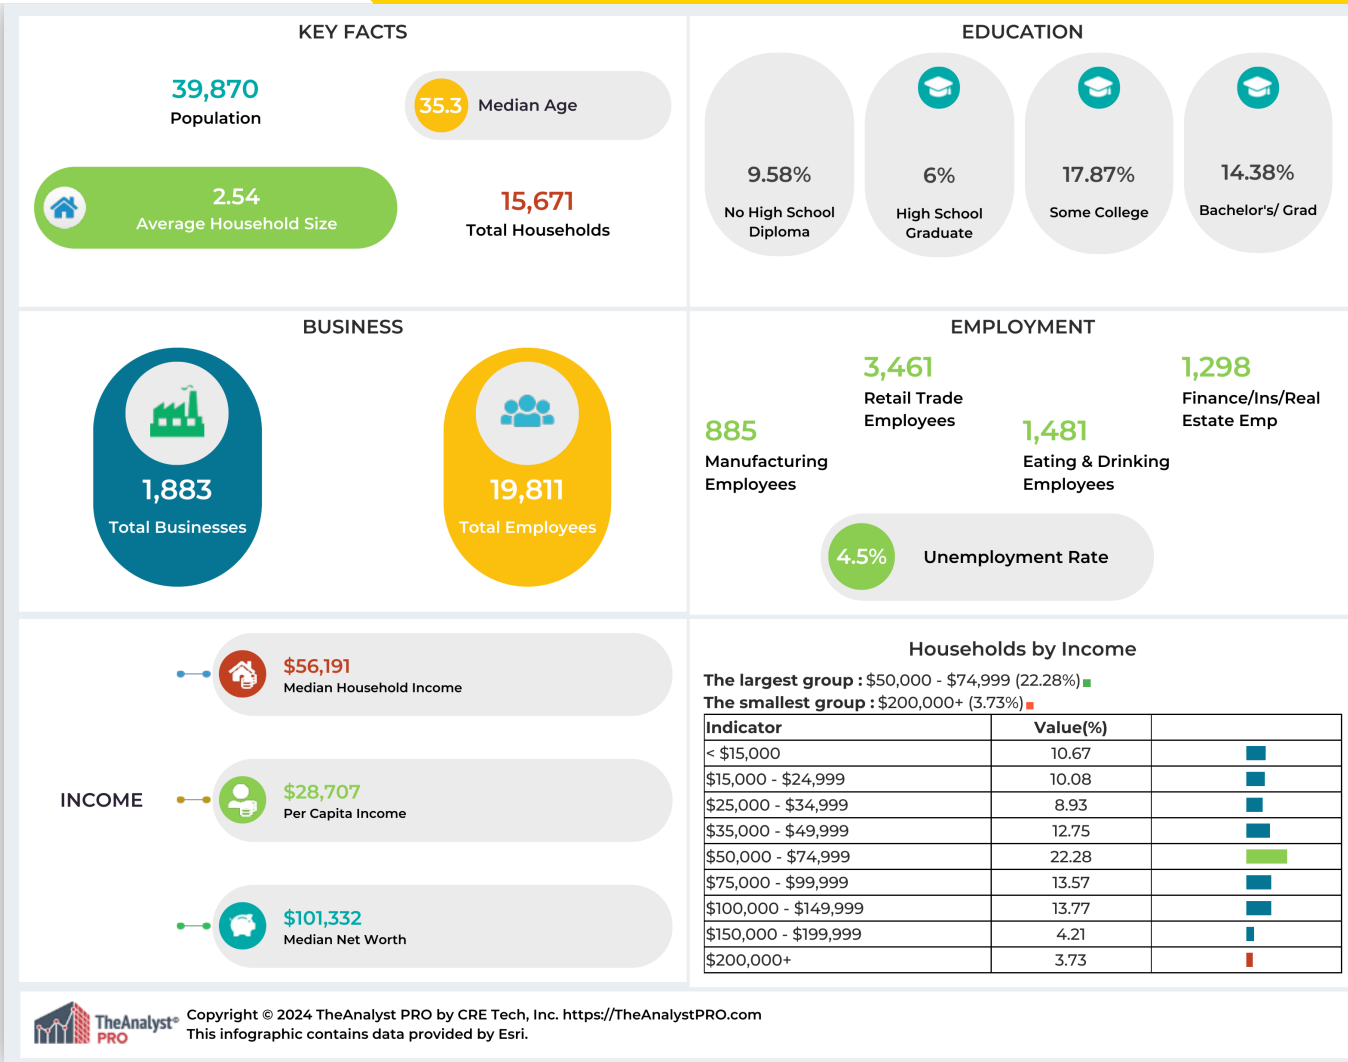 KEY FACTS
39,870
Population
35.3 Median Age
2.54
Average Household Size
15,671
Total Households
EDUCATION
9.58%
No High School
Diploma
6%
High School
Graduate
17.87%
Some College
14.38%
Bachelor's/ Grad
BUSINESS
1,883
Total Businesses
19,811
Total Employees
EMPLOYMENT
885
Manufacturing
Employees
3,461
Retail Trade
Employees
1,481
Eating & Drinking
Employees
1,298
Finance/Ins/Real
Estate Emp
4.5% Unemployment Rate
INCOME
$56,191
Median Household Income
$28,707
Per Capita Income
$101,332
Median Net Worth
Households by Income
The largest group : $50,000 - $74,999 (22.28%)
The smallest group : $200,000+ (3.73%)
Indicator Value(%)
< $15,000 10.67
$15,000 - $24,999 10.08
$25,000 - $34,999 8.93
$35,000 - $49,999 12.75
$50,000 - $74,999 22.28
$75,000 - $99,999 13.57
$100,000 - $149,999 13.77
$150,000 - $199,999 4.21
$200,000+ 3.73
TheAnalyst®
PRO
Copyright © 2024 TheAnalyst PRO by CRE Tech, Inc. https://TheAnalystPRO.com
This infographic contains data provided by Esri.